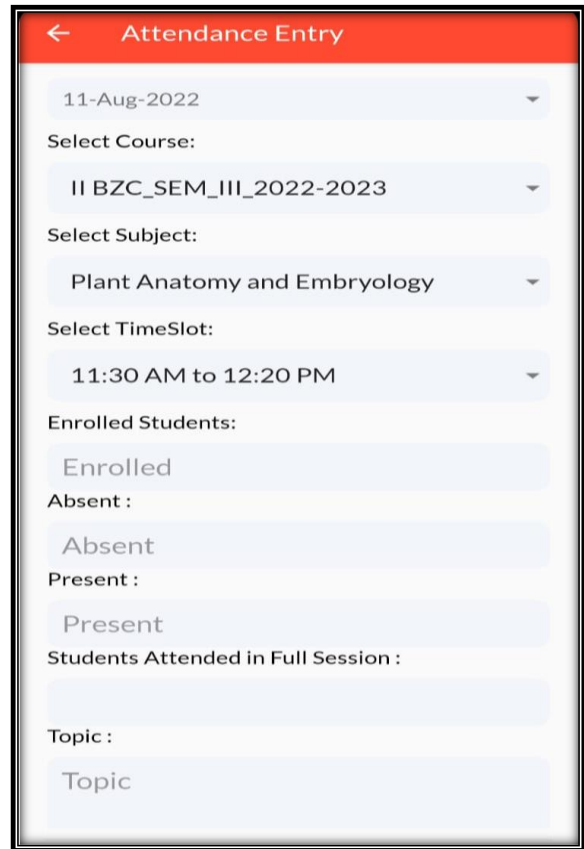 Attendance Entry
11-Aug-2022
Select Course:
II BZC_SEM_III_2022-2023
Select Subject:
Plant Anatomy and Embryology
Select TimeSlot:
11:30 AM to 12:20 PM
Enrolled Students:
Enrolled
Absent :
Absent
Present :
Present
Students Attended in Full Session :
Topic :
Topic